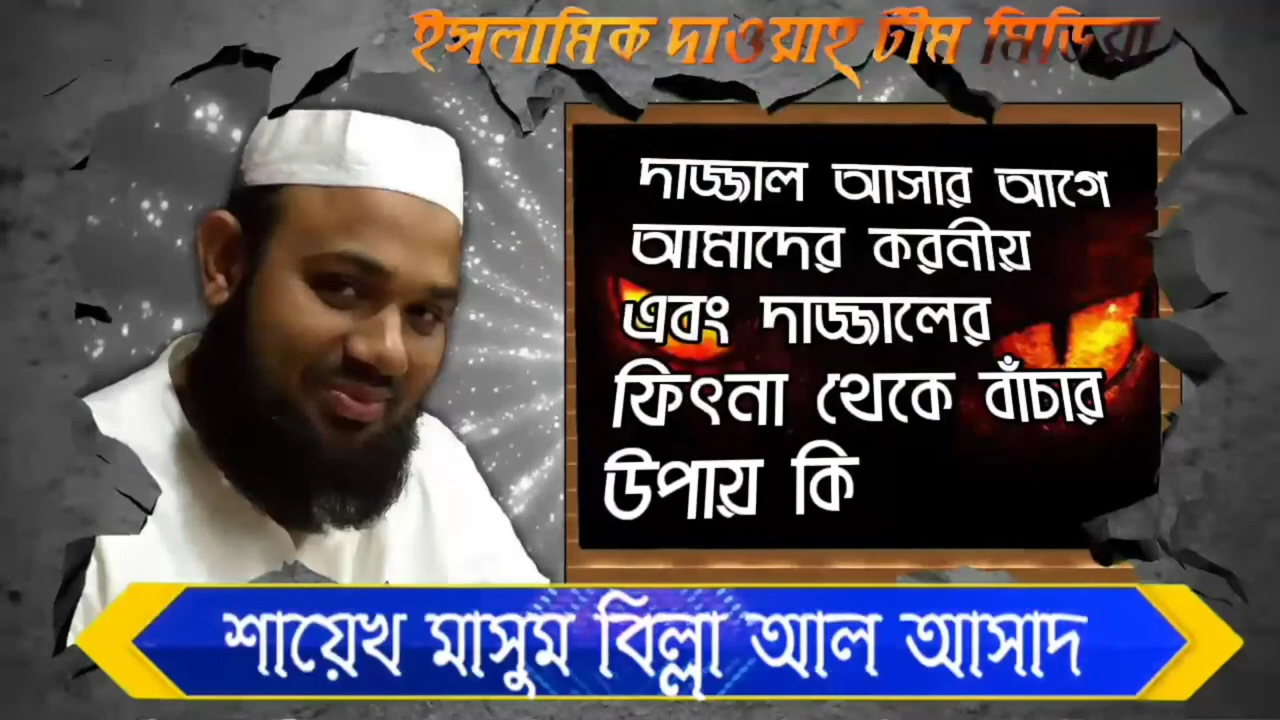 ইসলামিক দাওয়াহ্ টীম মিডিয়া
দাজ্জাল আসার আগে
আমাদের করনীয়
এবং দাজ্জালের
ফিৎনা থেকে বাঁচার
উপায় কি
শায়েখ মাসুম বিল্লা আল আসাদ